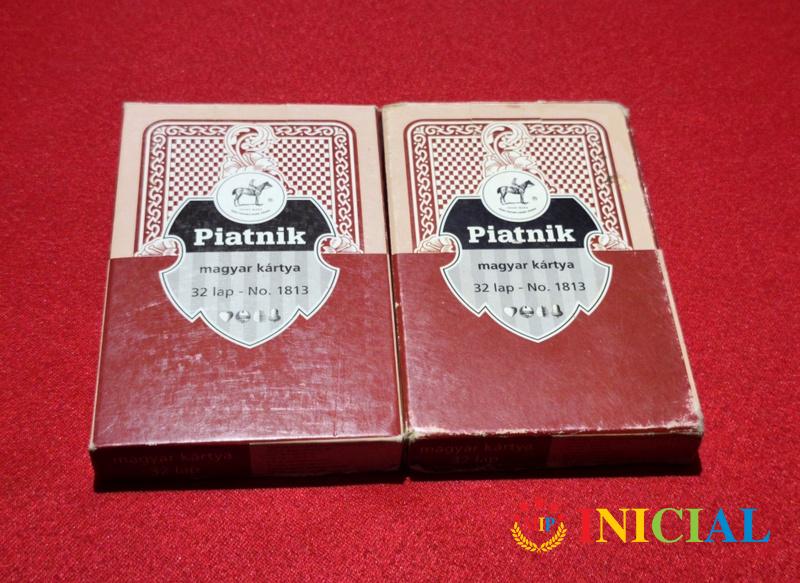 Piatnik
magyar kártya
32 lap - No. 1813
magyar kártya
32 lap
Piatnik
magyar kártya
32 lap - No. 1813
magyar kártya
32 lap
IP
INICIAL